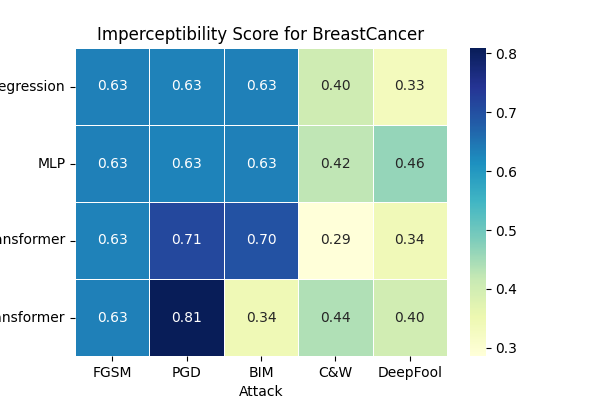 Imperceptibility Score for BreastCancer
egression 0.63 0.63 0.63 0.40 0.33
MLP 0.63 0.63 0.63 0.42 0.46
nsformer 0.63 0.71 0.70 0.29 0.34
nsformer 0.63 0.81 0.34 0.44 0.40
FGSM PGD BIM C&W DeepFool
Attack
0.8
0.7
0.6
0.5
0.4
0.3